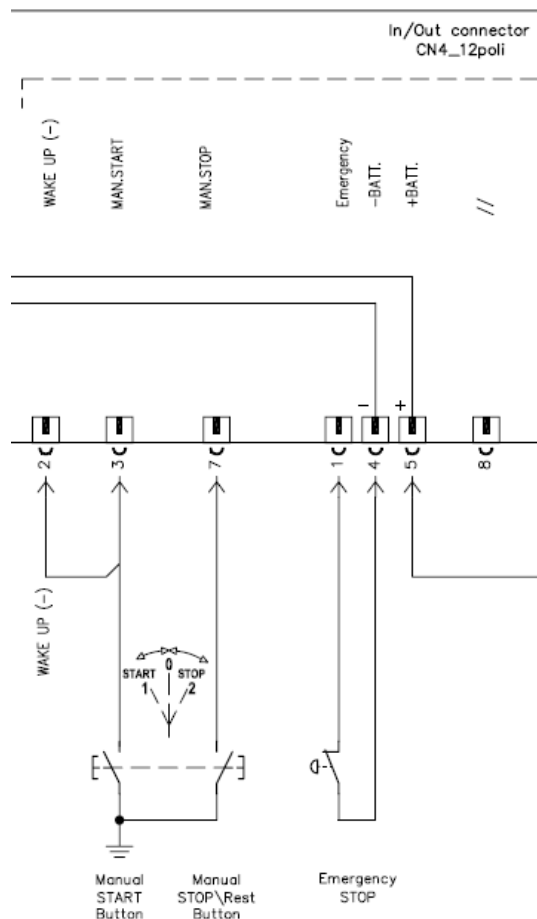 In/Out connector
CN4_12poli
WAKE UP (-)
MAN.START
MAN.STOP
Emergency
-BATT.
+BATT.
//
- +
2 3 7 1 4 5 8
WAKE UP (-)
0
START STOP
1 2
Manual
START
Button
Manual
STOP\Rest
Button
Emergency
STOP